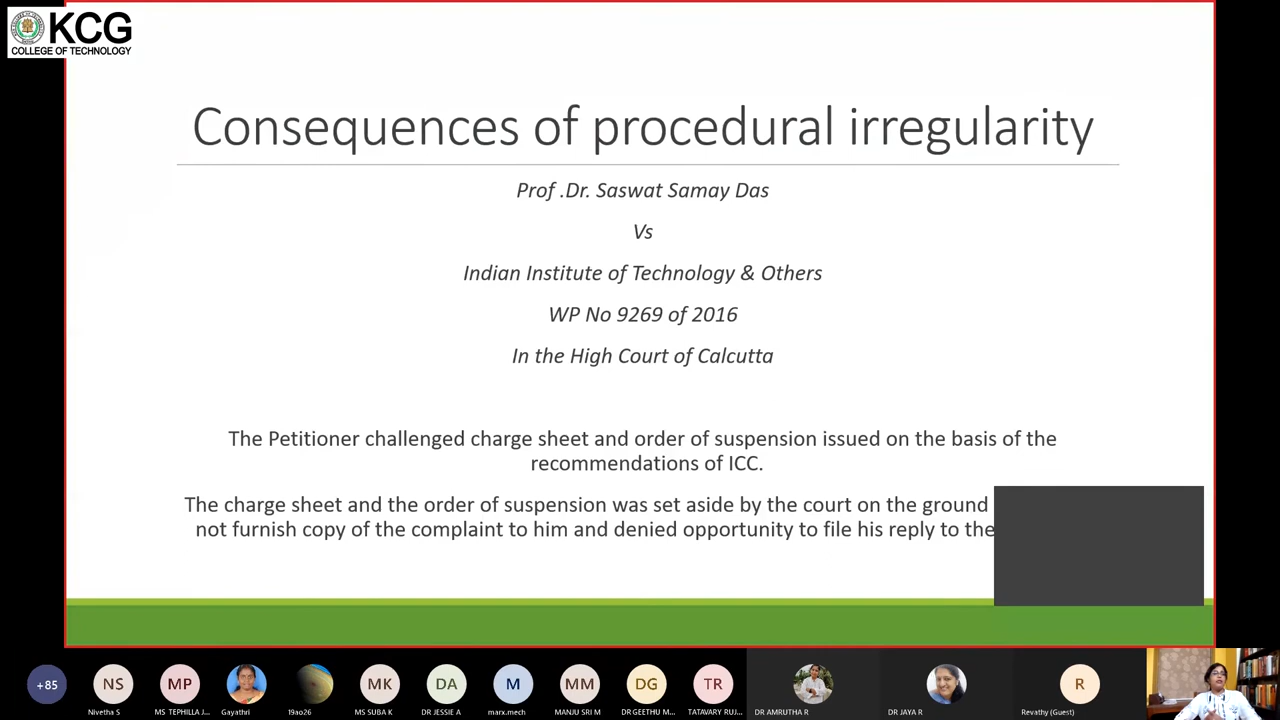 KCG
COLLEGE OF TECHNOLOGY
Consequences of procedural irregularity
Prof .Dr. Saswat Samay Das
Vs
Indian Institute of Technology & Others
WP No 9269 of 2016
In the High Court of Calcutta
The Petitioner challenged charge sheet and order of suspension issued on the basis of the
recommendations of ICC.
The charge sheet and the order of suspension was set aside by the court on the ground
not furnish copy of the complaint to him and denied opportunity to file his reply to the
+85 NS MP MK DA M MM DG TR R
Nivetha S MS TEPHILLA J... Gayathri 19ao26 MS SUBA K DR JESSIE A marx.mech MANJU SRI M DR GEETHU M... TATAVARY RUJ... DR AMRUTHA R DR JAYA R Revathy (Guest)